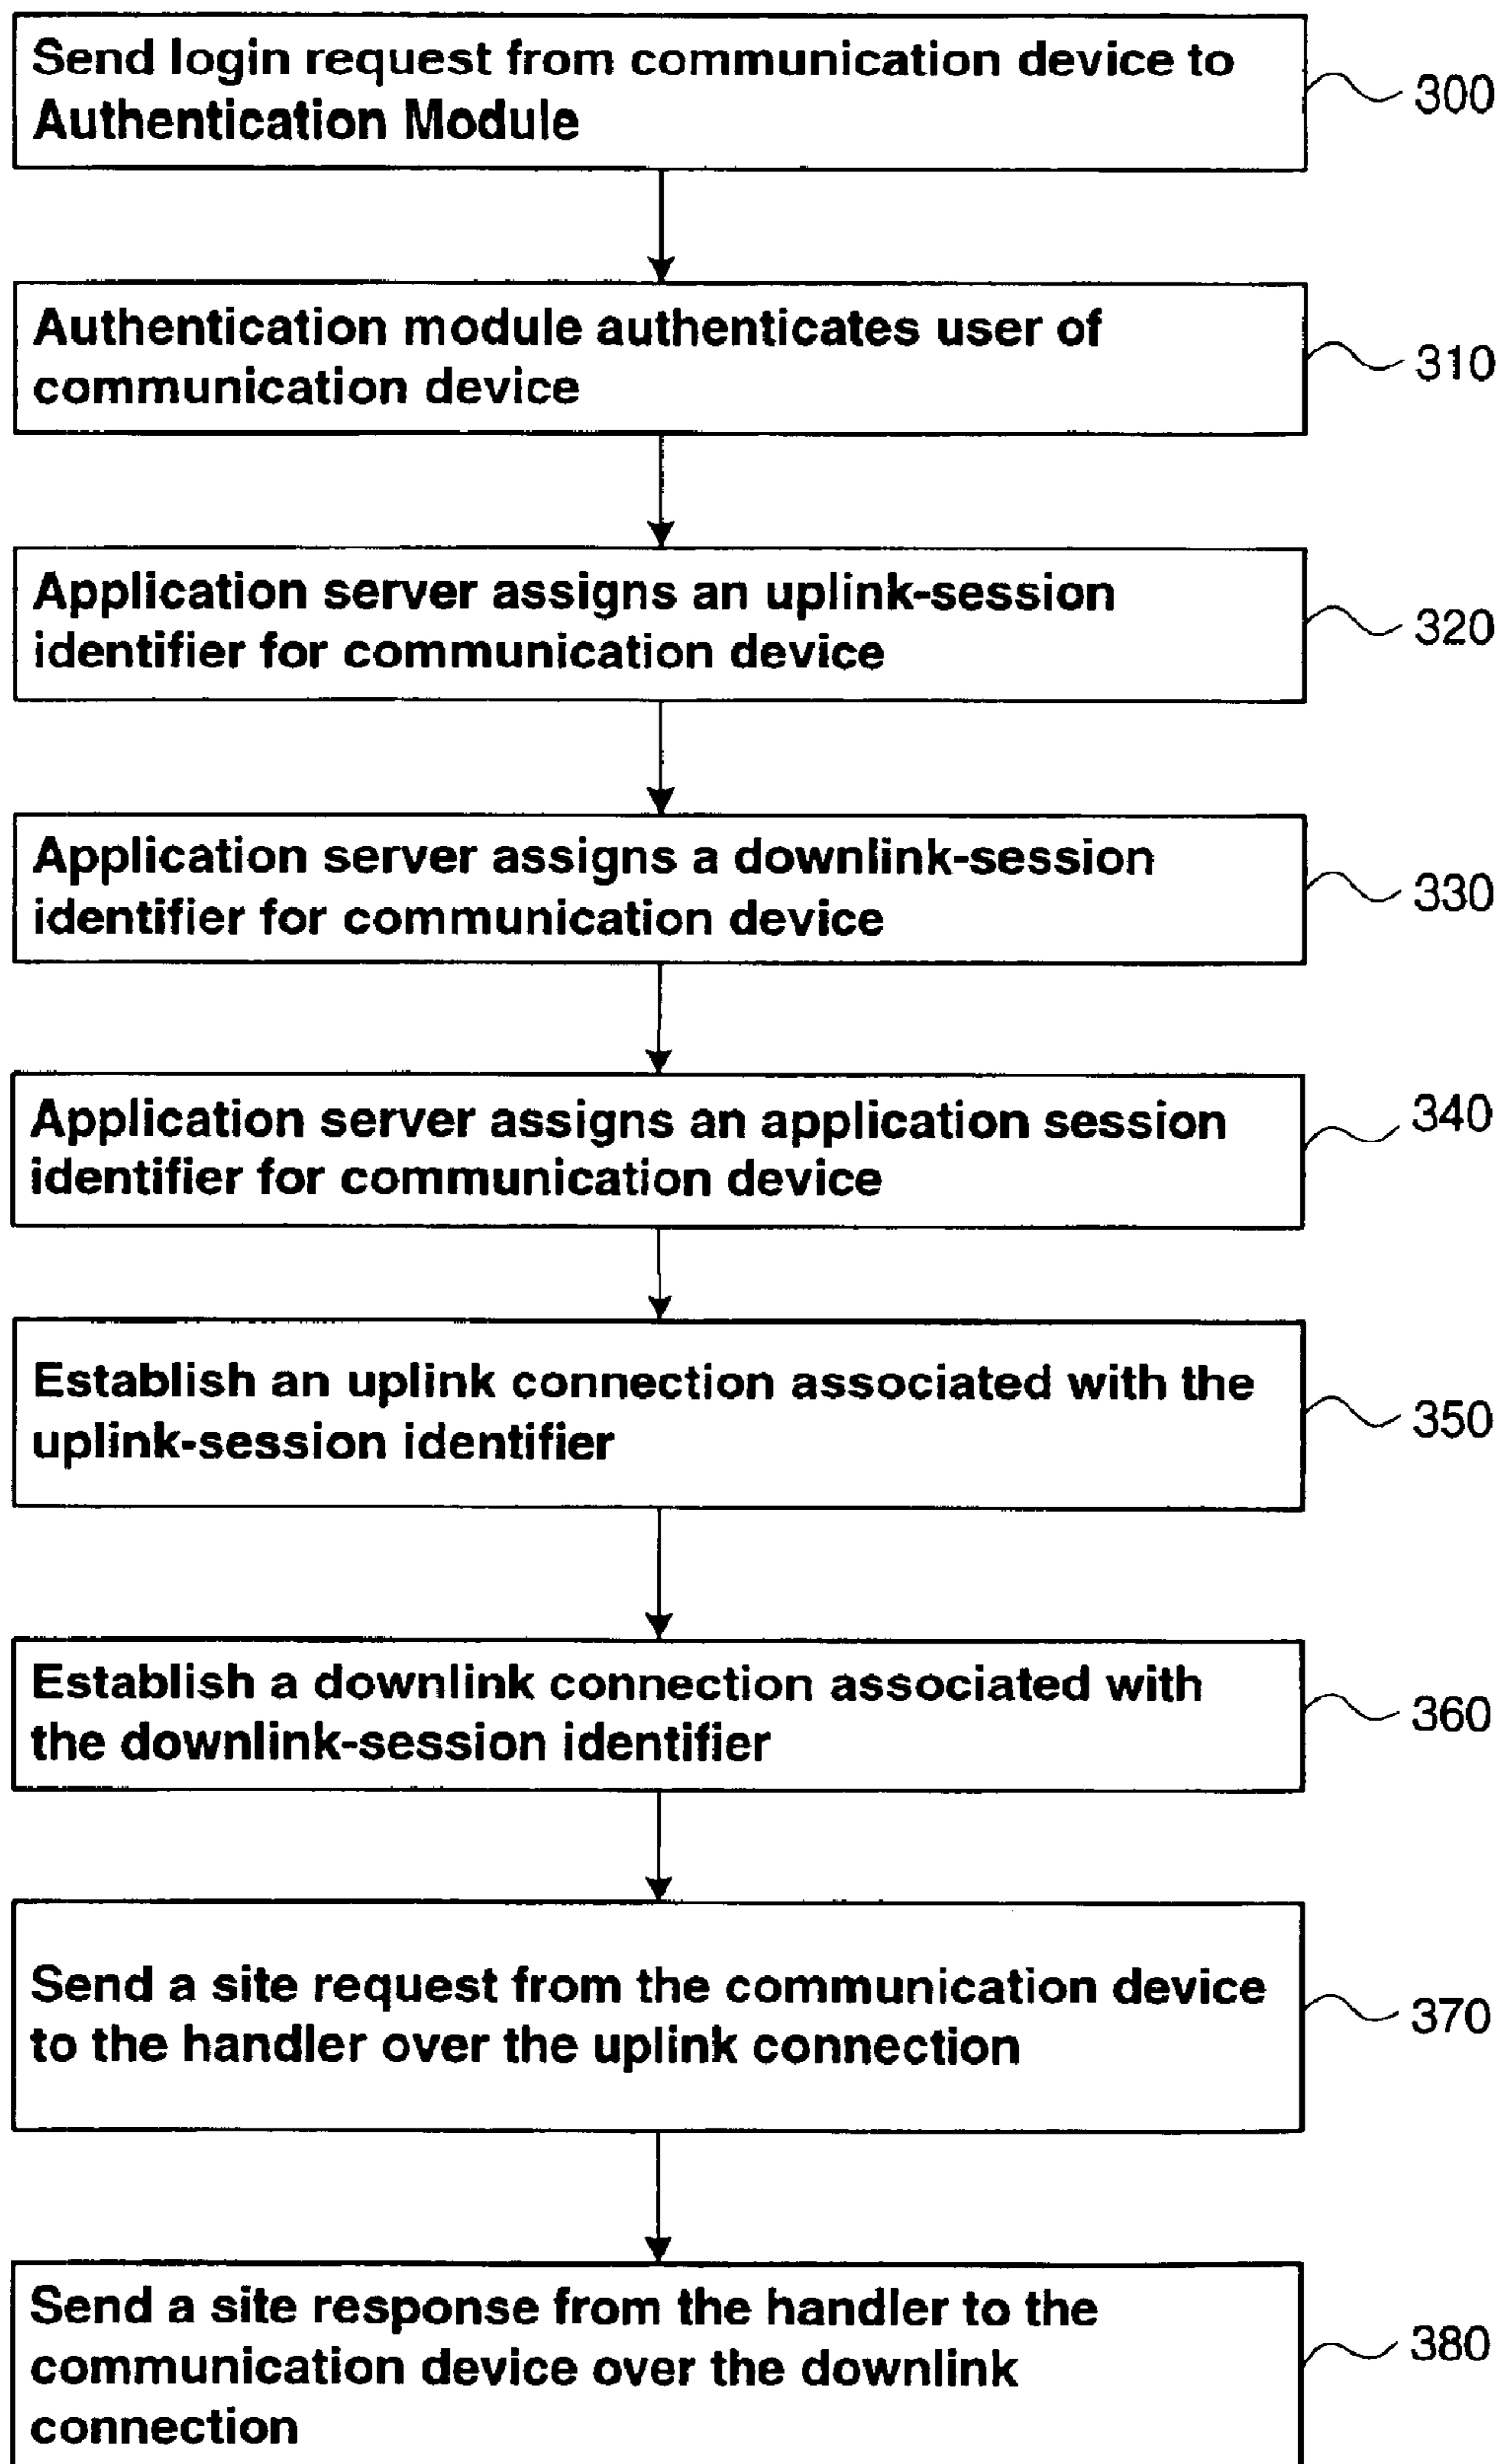 Send login request from communication device to
Authentication Module
300
Authentication module authenticates user of
communication device
310
Application server assigns an uplink-session
identifier for communication device
320
Application server assigns a downlink-session
identifier for communication device
330
Application server assigns an application session
identifier for communication device
340
Establish an uplink connection associated with the
uplink-session identifier
350
Establish a downlink connection associated with
the downlink-session identifier
360
Send a site request from the communication device
to the handler over the uplink connection
370
Send a site response from the handler to the
communication device over the downlink
connection
380